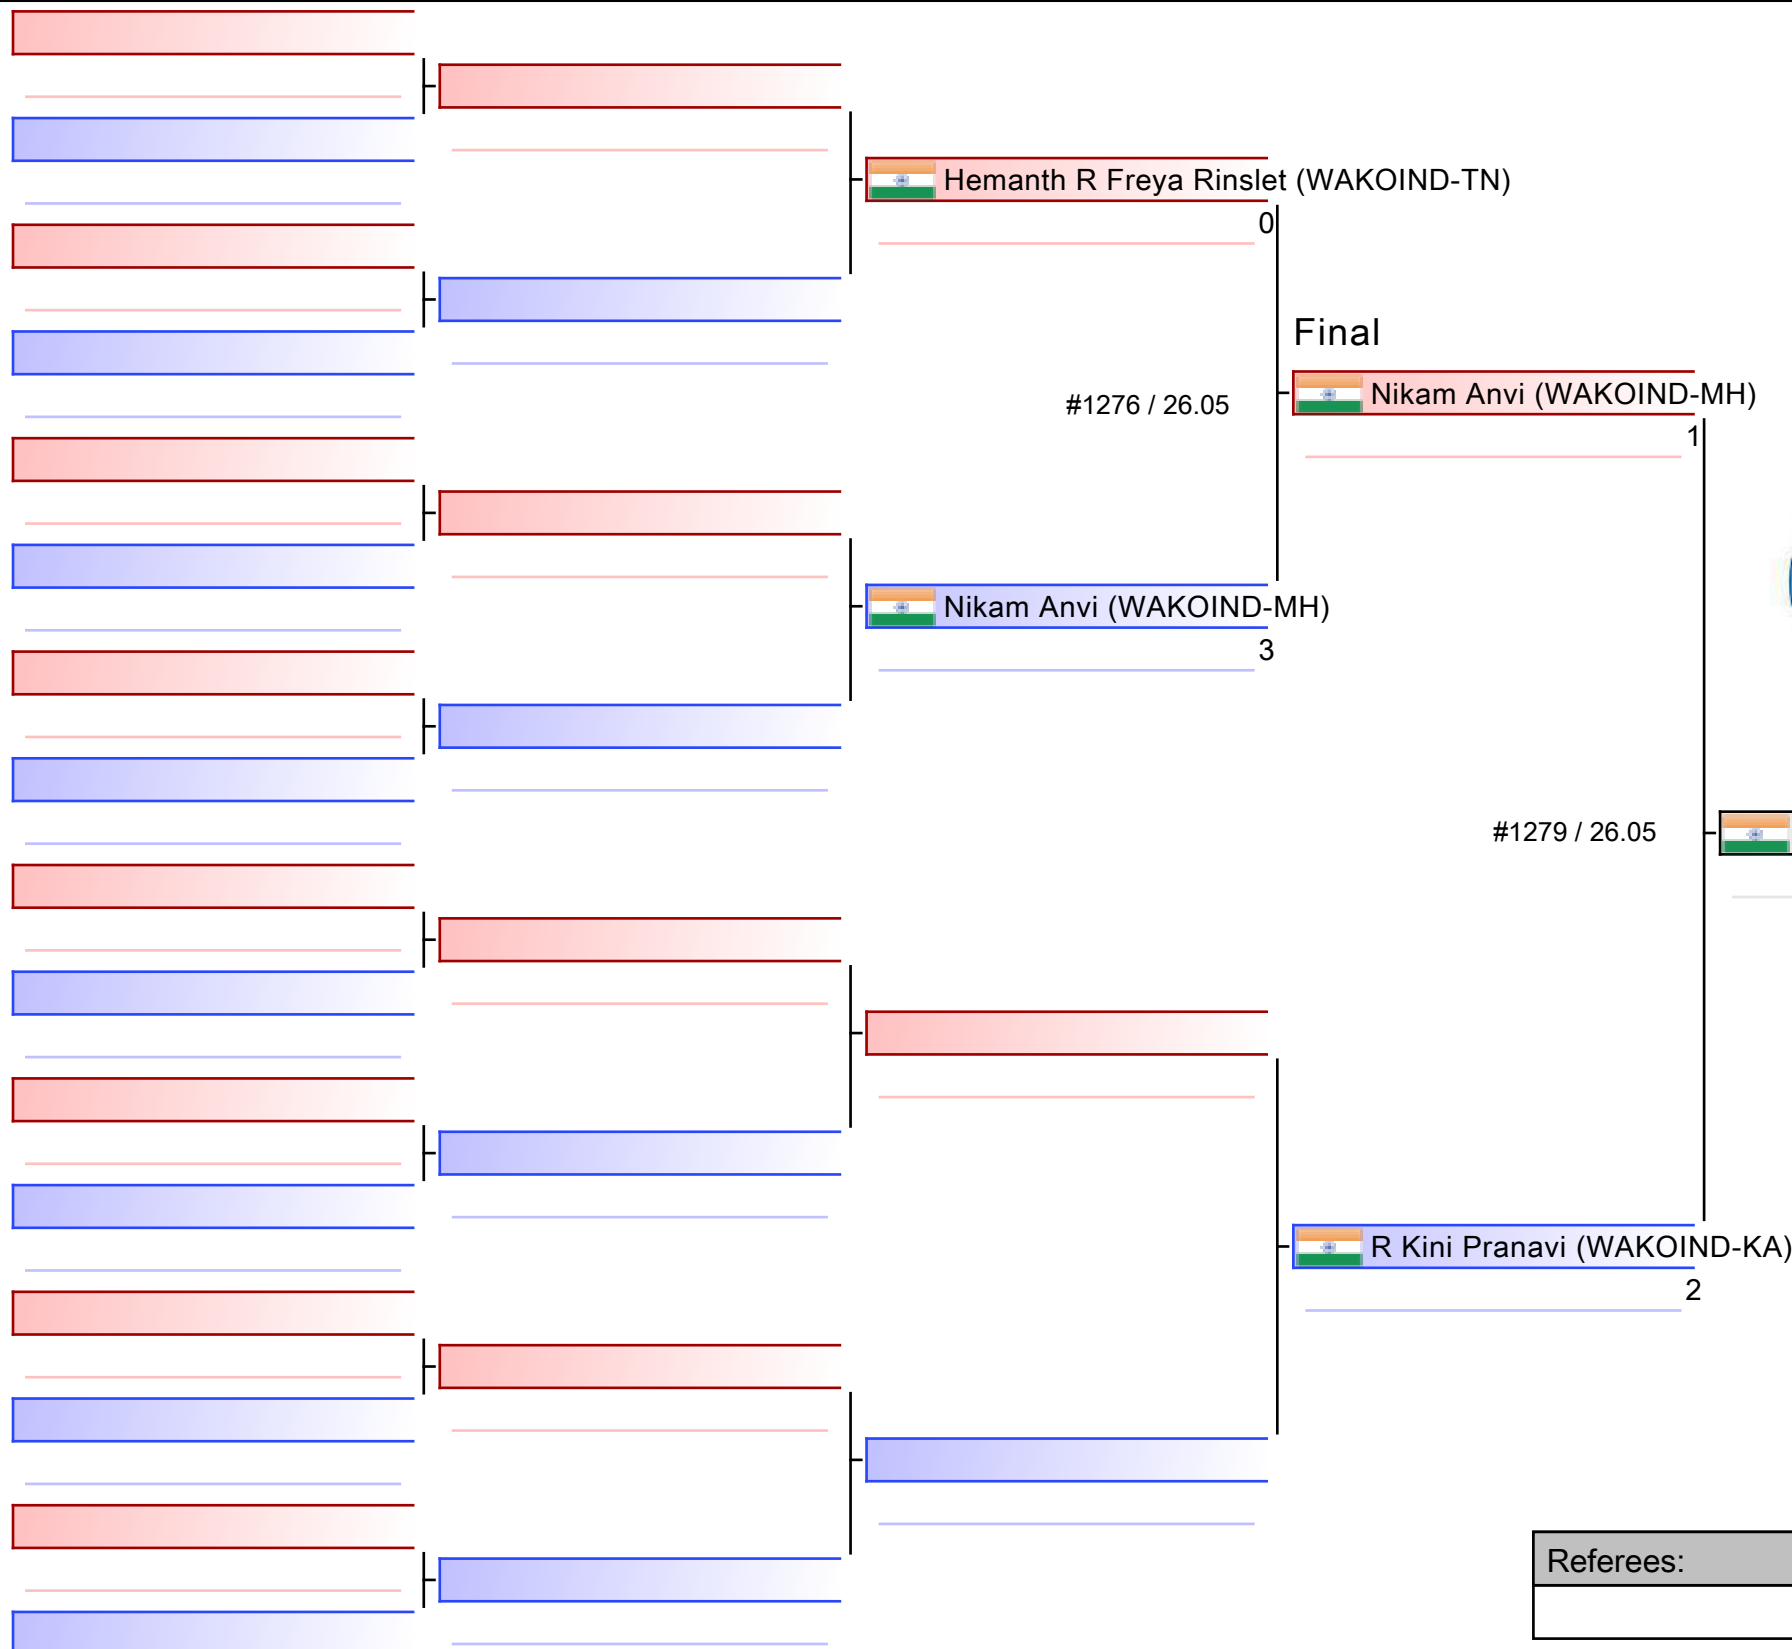 Hemanth R Freya Rinslet (WAKOIND-TN)
0
Final
#1276 / 26.05
Nikam Anvi (WAKOIND-MH)
1
Nikam Anvi (WAKOIND-MH)
3
#1279 / 26.05
R Kini Pranavi (WAKOIND-KA)
2
Referees: